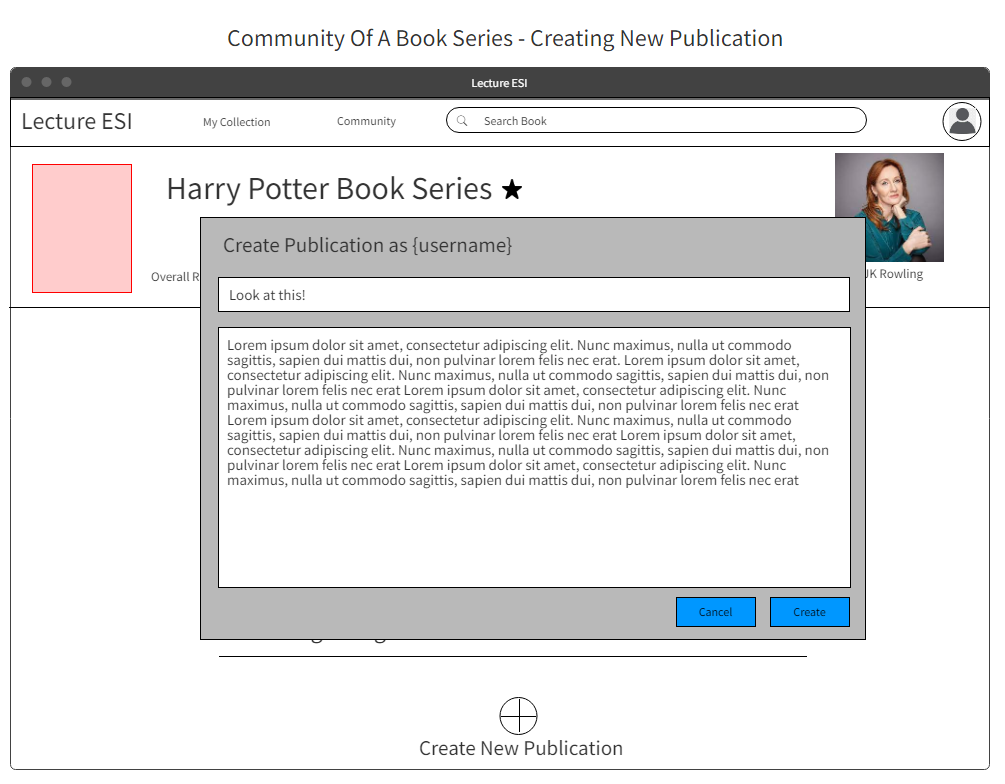 Community Of A Book Series - Creating New Publication
Lecture ESI
Lecture ESI
My Collection
Community
Search Book
Harry Potter Book Series
Create Publication as {username}
Overall R
JK Rowling
Look at this!
Lorem ipsum dolor sit amet, consectetur adipiscing elit. Nunc maximus, nulla ut commodo
sagittis, sapien dui mattis dui, non pulvinar lorem felis nec erat. Lorem ipsum dolor sit amet,
consectetur adipiscing elit. Nunc maximus, nulla ut commodo sagittis, sapien dui mattis dui, non
pulvinar lorem felis nec erat Lorem ipsum dolor sit amet, consectetur adipiscing elit. Nunc
maximus, nulla ut commodo sagittis, sapien dui mattis dui, non pulvinar lorem felis nec erat
Lorem ipsum dolor sit amet, consectetur adipiscing elit. Nunc maximus, nulla ut commodo
sagittis, sapien dui mattis dui, non pulvinar lorem felis nec erat Lorem ipsum dolor sit amet,
consectetur adipiscing elit. Nunc maximus, nulla ut commodo sagittis, sapien dui mattis dui, non
pulvinar lorem felis nec erat Lorem ipsum dolor sit amet, consectetur adipiscing elit. Nunc
maximus, nulla ut commodo sagittis, sapien dui mattis dui, non pulvinar lorem felis nec erat
Cancel
Create
Create New Publication